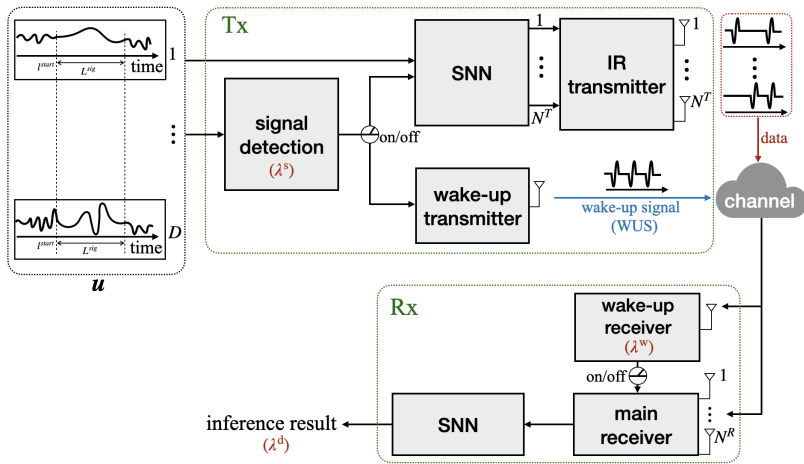 Tx
1
time
l^start
L^sig
1
SNN
N^T
IR
transmitter
1
N^T
data
signal
detection
(λ^s)
on/off
wake-up
transmitter
wake-up signal
(WUS)
channel
D
time
l^start
L^sig
u
Rx
wake-up
receiver
(λ^w)
on/off
1
inference result
(λ^d)
SNN
main
receiver
N^R